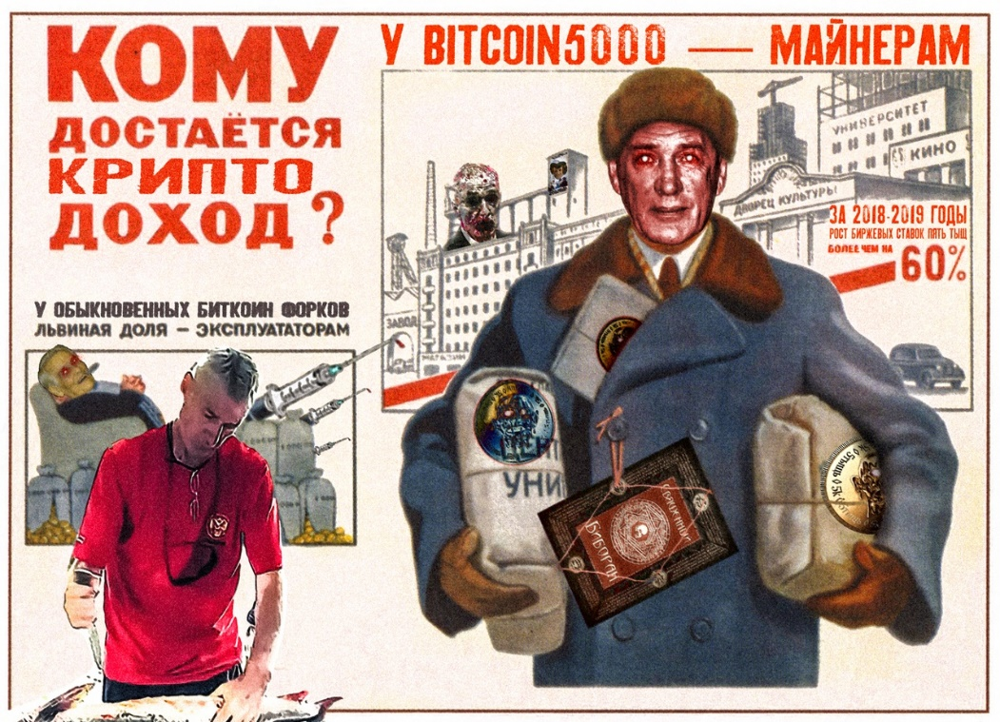 КОМУ
ДОСТАЁТСЯ
КРИПТО
ДОХОД?
У BITCOIN5000 — МАЙНЕРАМ
УНИВЕРСИТЕТ
КИНО
ДВОРЕЦ КУЛЬТУРЫ
ЗА 2018-2019 ГОДЫ
РОСТ БИРЖЕВЫХ СТАВОК ПЯТЬ ТЫЩ
БОЛЕЕ ЧЕМ НА
60%
У ОБЫКНОВЕННЫХ БИТКОИН ФОРКОВ
ЛЬВИНАЯ ДОЛЯ – ЭКСПЛУАТАТОРАМ
ЗАВОД
УНИ